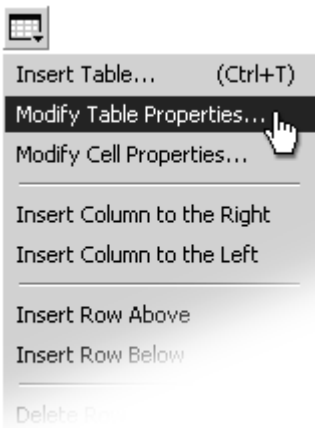 Insert Table... (Ctrl+T)
Modify Table Properties...
Modify Cell Properties...
Insert Column to the Right
Insert Column to the Left
Insert Row Above
Insert Row Below
Delete